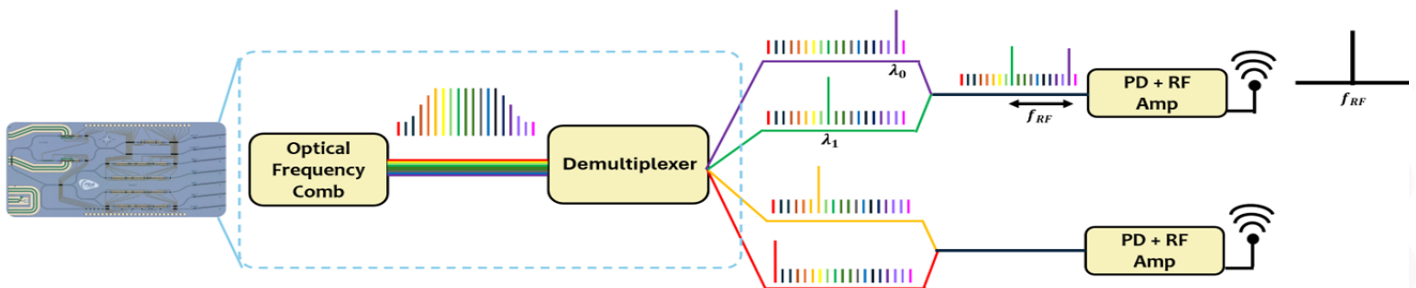 Optical
Frequency
Comb
Demultiplexer
λ0
λ1
fRF
PD + RF
Amp
fRF
PD + RF
Amp